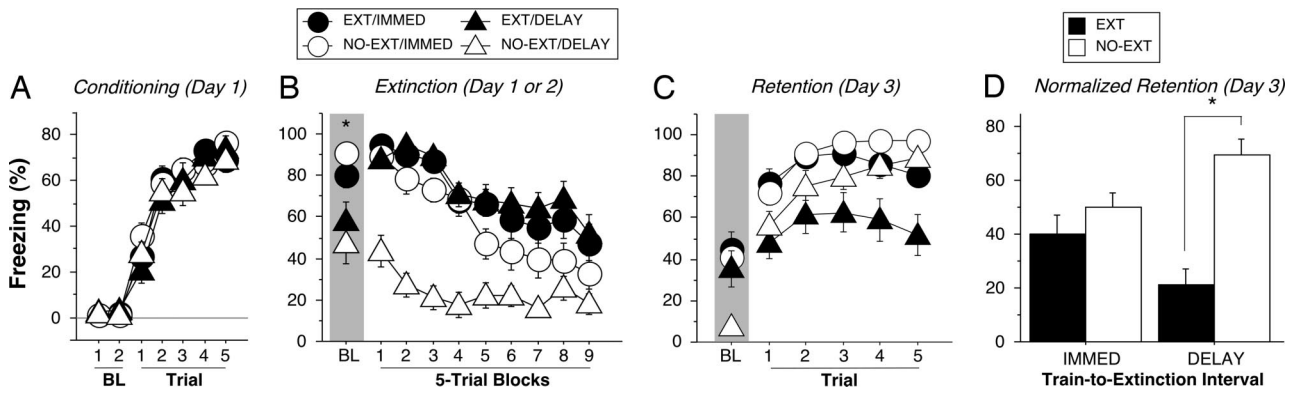 EXT/IMMED EXT/DELAY
NO-EXT/IMMED NO-EXT/DELAY
EXT
NO-EXT
A Conditioning (Day 1)
B Extinction (Day 1 or 2)
C Retention (Day 3)
D Normalized Retention (Day 3)
Freezing (%)
80
60
40
20
0
1 2 1 2 3 4 5
BL Trial
100
80
60
40
20
0
*
BL 1 2 3 4 5 6 7 8 9
5-Trial Blocks
100
80
60
40
20
0
BL 1 2 3 4 5
Trial
80
60
40
20
*
IMMED DELAY
Train-to-Extinction Interval